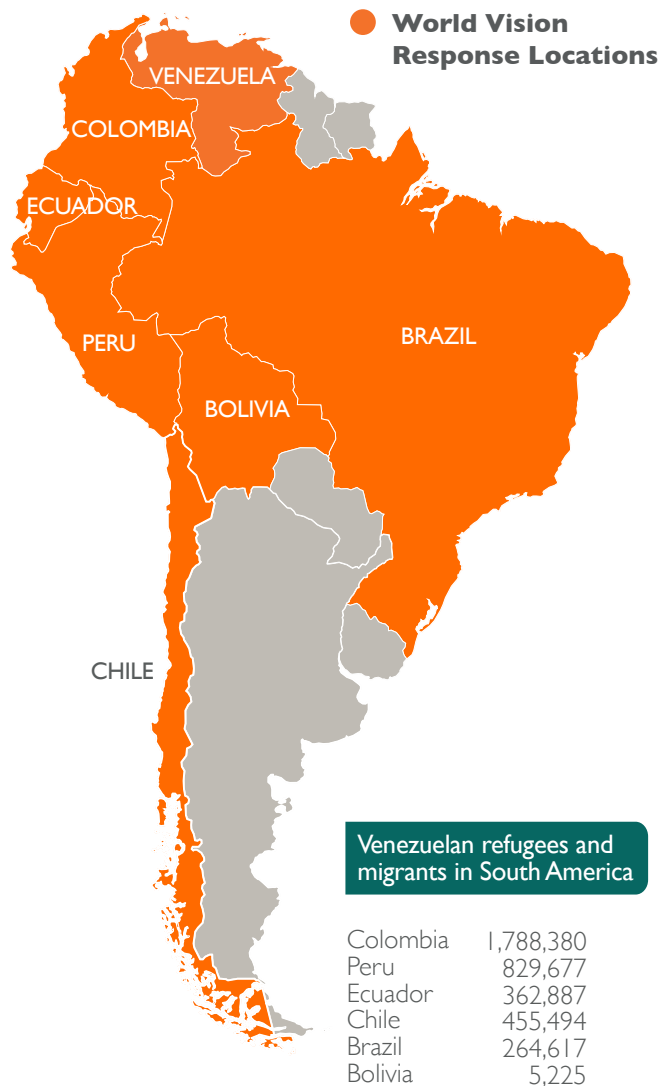 World Vision
Response Locations
VENEZUELA
COLOMBIA
ECUADOR
PERU
BRAZIL
BOLIVIA
CHILE
Venezuelan refugees and
migrants in South America
Colombia 1,788,380
Peru 829,677
Ecuador 362,887
Chile 455,494
Brazil 264,617
Bolivia 5,225